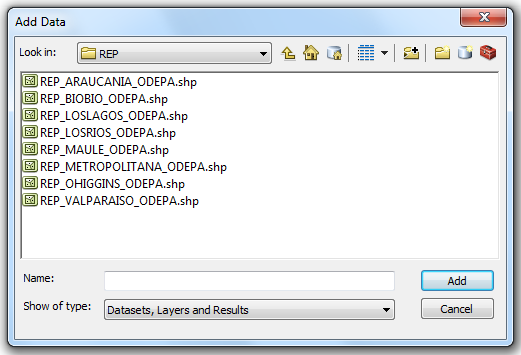 Add Data
Look in: REP
REP_ARAUCANIA_ODEPA.shp
REP_BIOBIO_ODEPA.shp
REP_LOSLAGOS_ODEPA.shp
REP_LOSRIOS_ODEPA.shp
REP_MAULE_ODEPA.shp
REP_METROPOLITANA_ODEPA.shp
REP_OHIGGINS_ODEPA.shp
REP_VALPARAISO_ODEPA.shp
Name: Add
Show of type: Datasets, Layers and Results Cancel